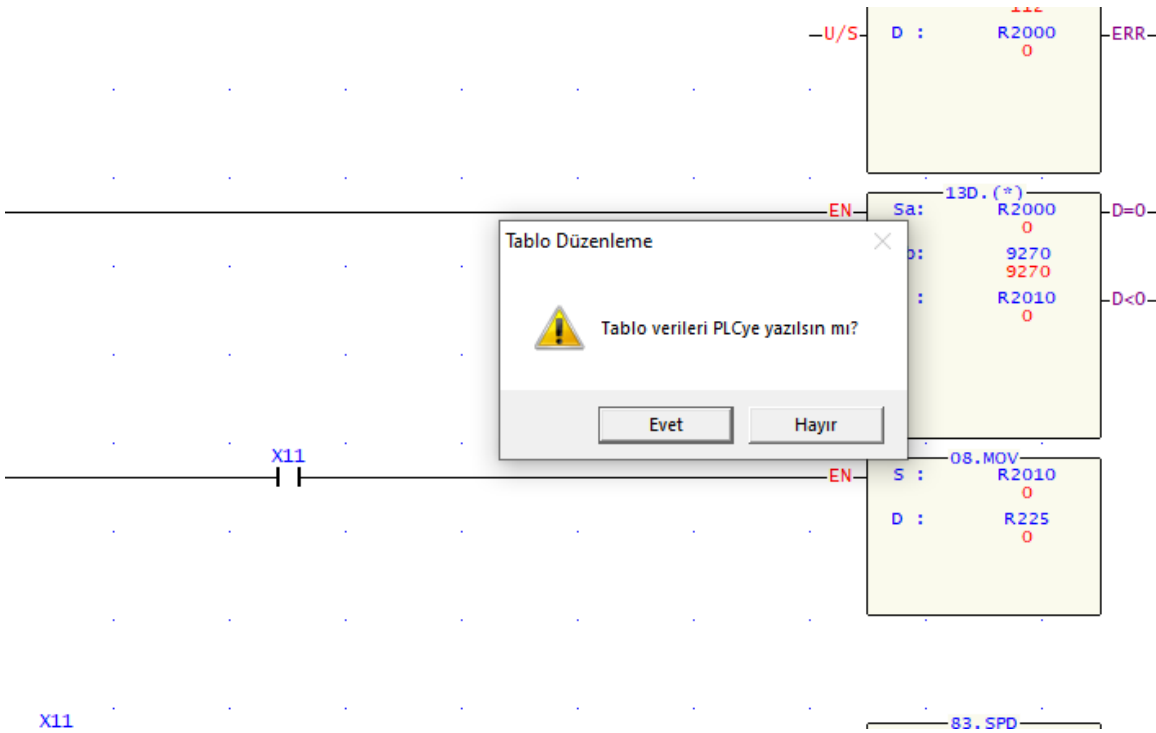 112
U/S D : R2000 ERR
0
13D.(*)
EN Sa: R2000 D=0
0
Tablo Düzenleme
: 9270
9270
: R2010 D<0
0
Tablo verileri PLCye yazılsın mı?
Evet Hayır
X11
08.MOV
EN S : R2010
0
D : R225
0
X11
83.SPD